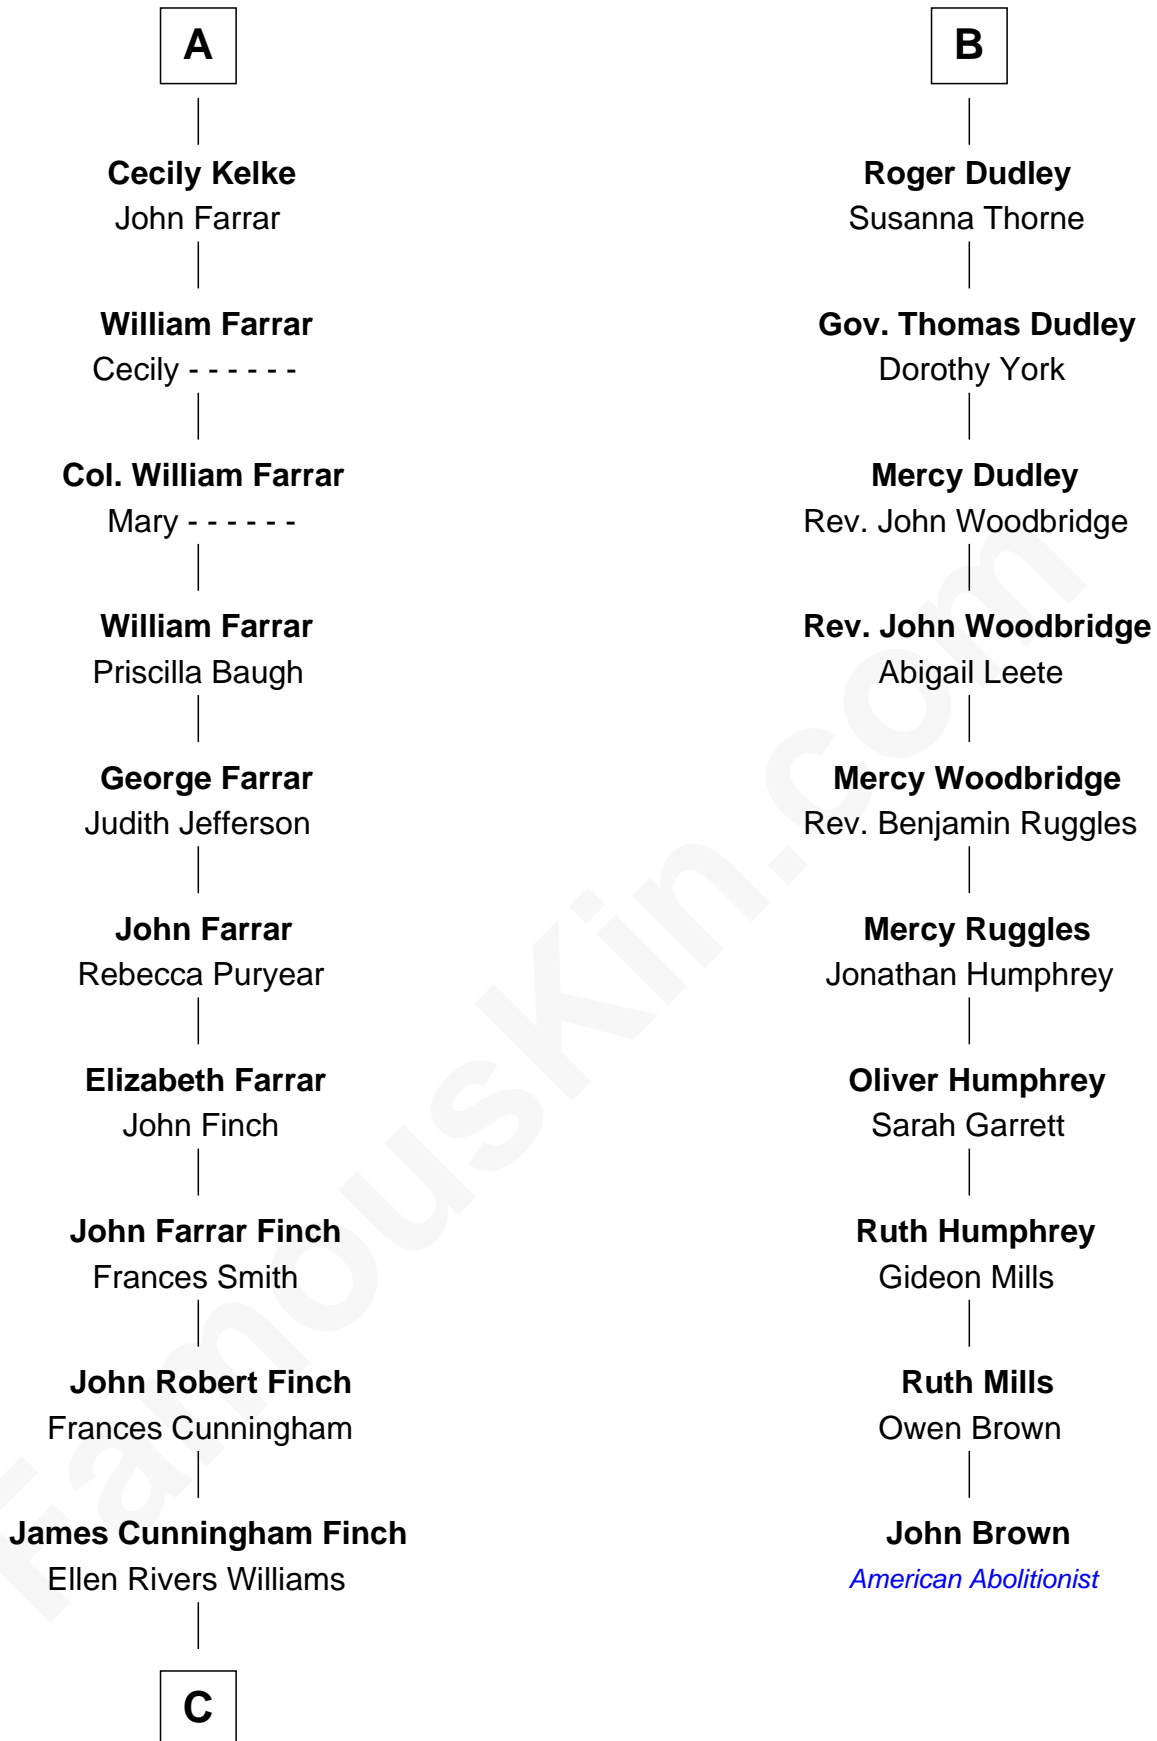 A
Cecily Kelke
John Farrar
William Farrar
Cecily - - - - - -
Col. William Farrar
Mary - - - - - -
William Farrar
Priscilla Baugh
George Farrar
Judith Jefferson
John Farrar
Rebecca Puryear
Elizabeth Farrar
John Finch
John Farrar Finch
Frances Smith
John Robert Finch
Frances Cunningham
James Cunningham Finch
Ellen Rivers Williams
C
B
Roger Dudley
Susanna Thorne
Gov. Thomas Dudley
Dorothy York
Mercy Dudley
Rev. John Woodbridge
Rev. John Woodbridge
Abigail Leete
Mercy Woodbridge
Rev. Benjamin Ruggles
Mercy Ruggles
Jonathan Humphrey
Oliver Humphrey
Sarah Garrett
Ruth Humphrey
Gideon Mills
Ruth Mills
Owen Brown
John Brown
American Abolitionist
FamousKin.com